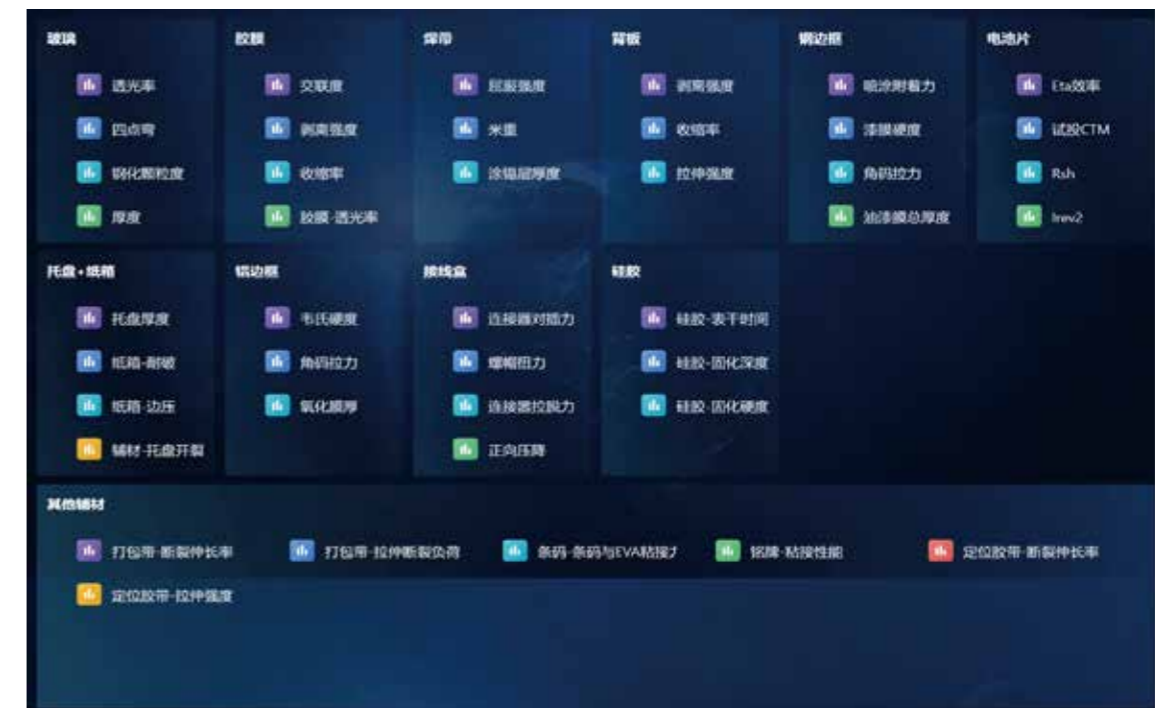 玻璃 胶膜 焊带 背板 钢边框 电池片
透光率 交联度 屈服强度 剥离强度 喷涂附着力 Eta效率
四点弯 剥离强度 米重 收缩率 漆膜硬度 试投CTM
钢化颗粒度 收缩率 涂锡层厚度 拉伸强度 角码拉力 Rsh
厚度 胶膜-透光率 油漆膜总厚度 Irev2
托盘+纸箱 铝边框 接线盒 硅胶
托盘厚度 韦氏硬度 连接器对插力 硅胶-表干时间
纸箱-耐破 角码拉力 螺帽扭力 硅胶-固化深度
纸箱-边压 氧化膜厚 连接器拉脱力 硅胶-固化硬度
辅材-托盘开裂 正向压降
其他辅材
打包带-断裂伸长率 打包带-拉伸断裂负荷 条码-条码与EVA粘接 铭牌-粘接性能 定位胶带-断裂伸长率
定位胶带-拉伸强度